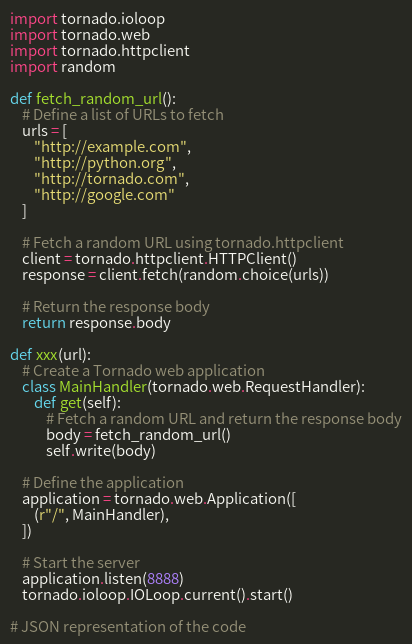 import tornado.ioloop
import tornado.web
import tornado.httpclient
import random

def fetch_random_url():
    # Define a list of URLs to fetch
    urls = [
        "http://example.com",
        "http://python.org",
        "http://tornado.com",
        "http://google.com"
    ]

    # Fetch a random URL using tornado.httpclient
    client = tornado.httpclient.HTTPClient()
    response = client.fetch(random.choice(urls))

    # Return the response body
    return response.body

def xxx(url):
    # Create a Tornado web application
    class MainHandler(tornado.web.RequestHandler):
        def get(self):
            # Fetch a random URL and return the response body
            body = fetch_random_url()
            self.write(body)

    # Define the application
    application = tornado.web.Application([
        (r"/", MainHandler),
    ])

    # Start the server
    application.listen(8888)
    tornado.ioloop.IOLoop.current().start()

# JSON representation of the code